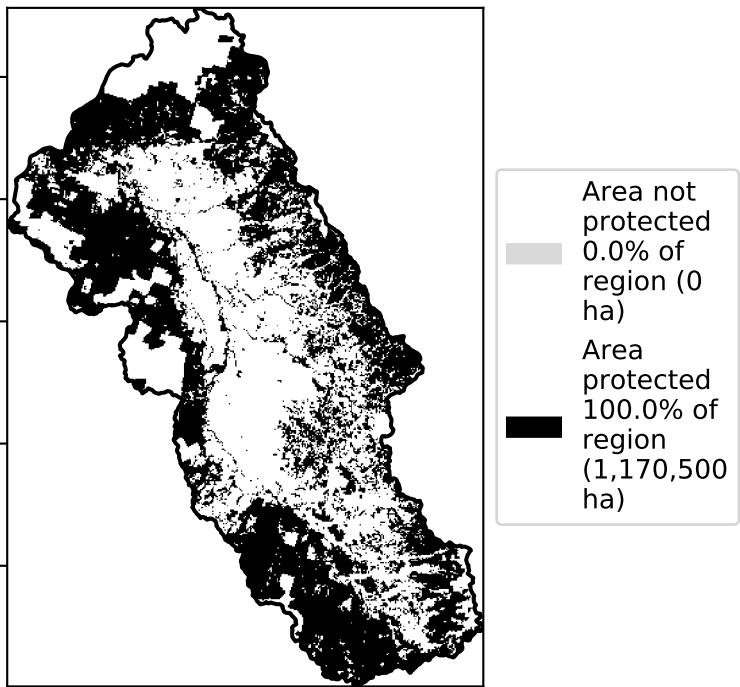 Area not
protected
0.0% of
region (0
ha)
Area
protected
100.0% of
region
(1,170,500
ha)